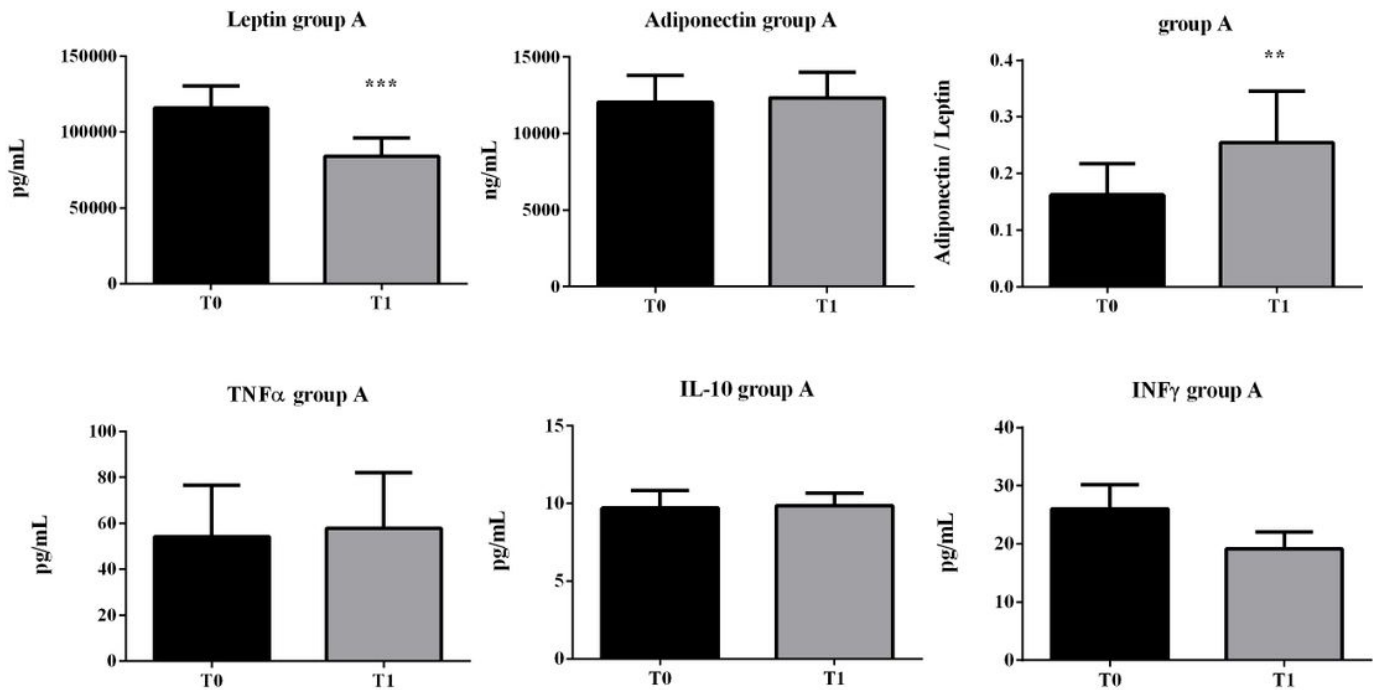 Leptin group A
150000
100000
50000
0
pg/mL
***
T0 T1
Adiponectin group A
15000
10000
5000
0
ng/mL
T0 T1
group A
0.4
0.3
0.2
0.1
0.0
Adiponectin / Leptin
**
T0 T1
TNFα group A
100
80
60
40
20
0
pg/mL
T0 T1
IL-10 group A
15
10
5
0
pg/mL
T0 T1
INFγ group A
40
30
20
10
0
pg/mL
T0 T1